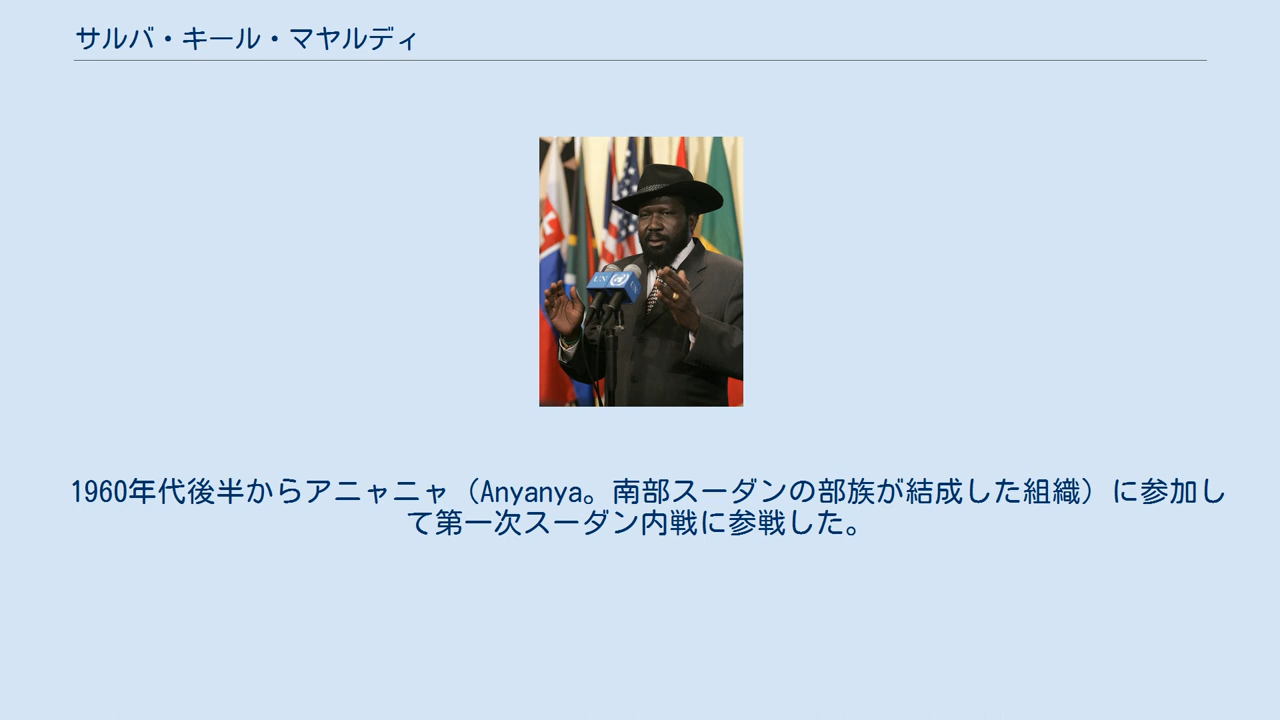 サルバ・キール・マヤルディ
UN
UN
1960年代後半からアニャニャ（Anyanya。南部スーダンの部族が結成した組織）に参加し
て第一次スーダン内戦に参戦した。